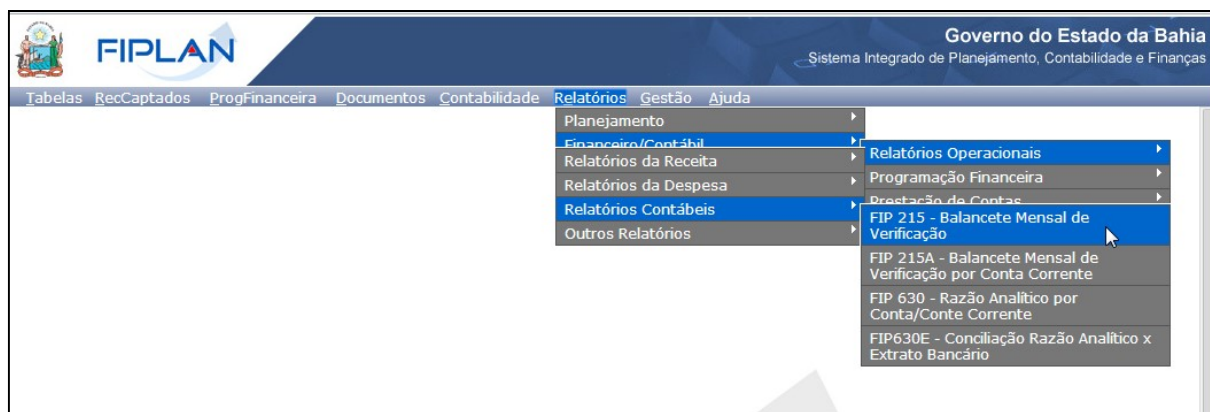 FIPLAN
Governo do Estado da Bahia
Sistema Integrado de Planejamento, Contabilidade e Finanças
Tabelas RecCaptados ProgFinanceira Documentos Contabilidade Relatórios Gestão Ajuda
Planejamento
Financeiro/Contábil
Relatórios da Receita
Relatórios da Despesa
Relatórios Contábeis
Outros Relatórios
Relatórios Operacionais
Programação Financeira
Prestação de Contas
FIP 215 - Balancete Mensal de
Verificação
FIP 215A - Balancete Mensal de
Verificação por Conta Corrente
FIP 630 - Razão Analítico por
Conta/Conte Corrente
FIP630E - Conciliação Razão Analítico x
Extrato Bancário